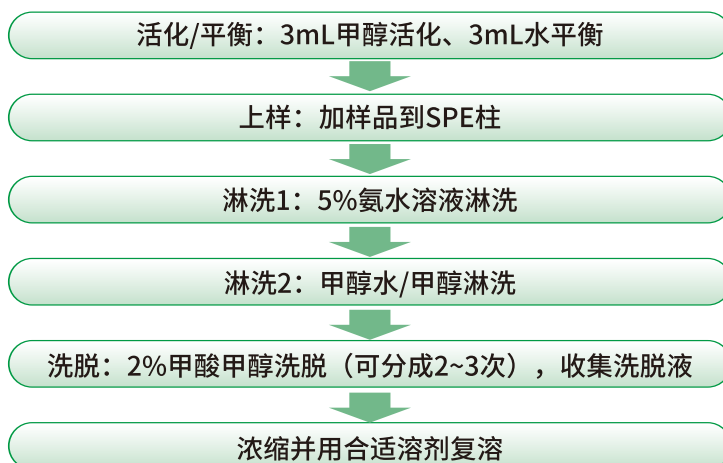 活化/平衡：3mL甲醇活化、3mL水平衡
上样：加样品到SPE柱
淋洗1：5%氨水溶液淋洗
淋洗2：甲醇水/甲醇淋洗
洗脱：2%甲酸甲醇洗脱（可分成2~3次），收集洗脱液
浓缩并用合适溶剂复溶